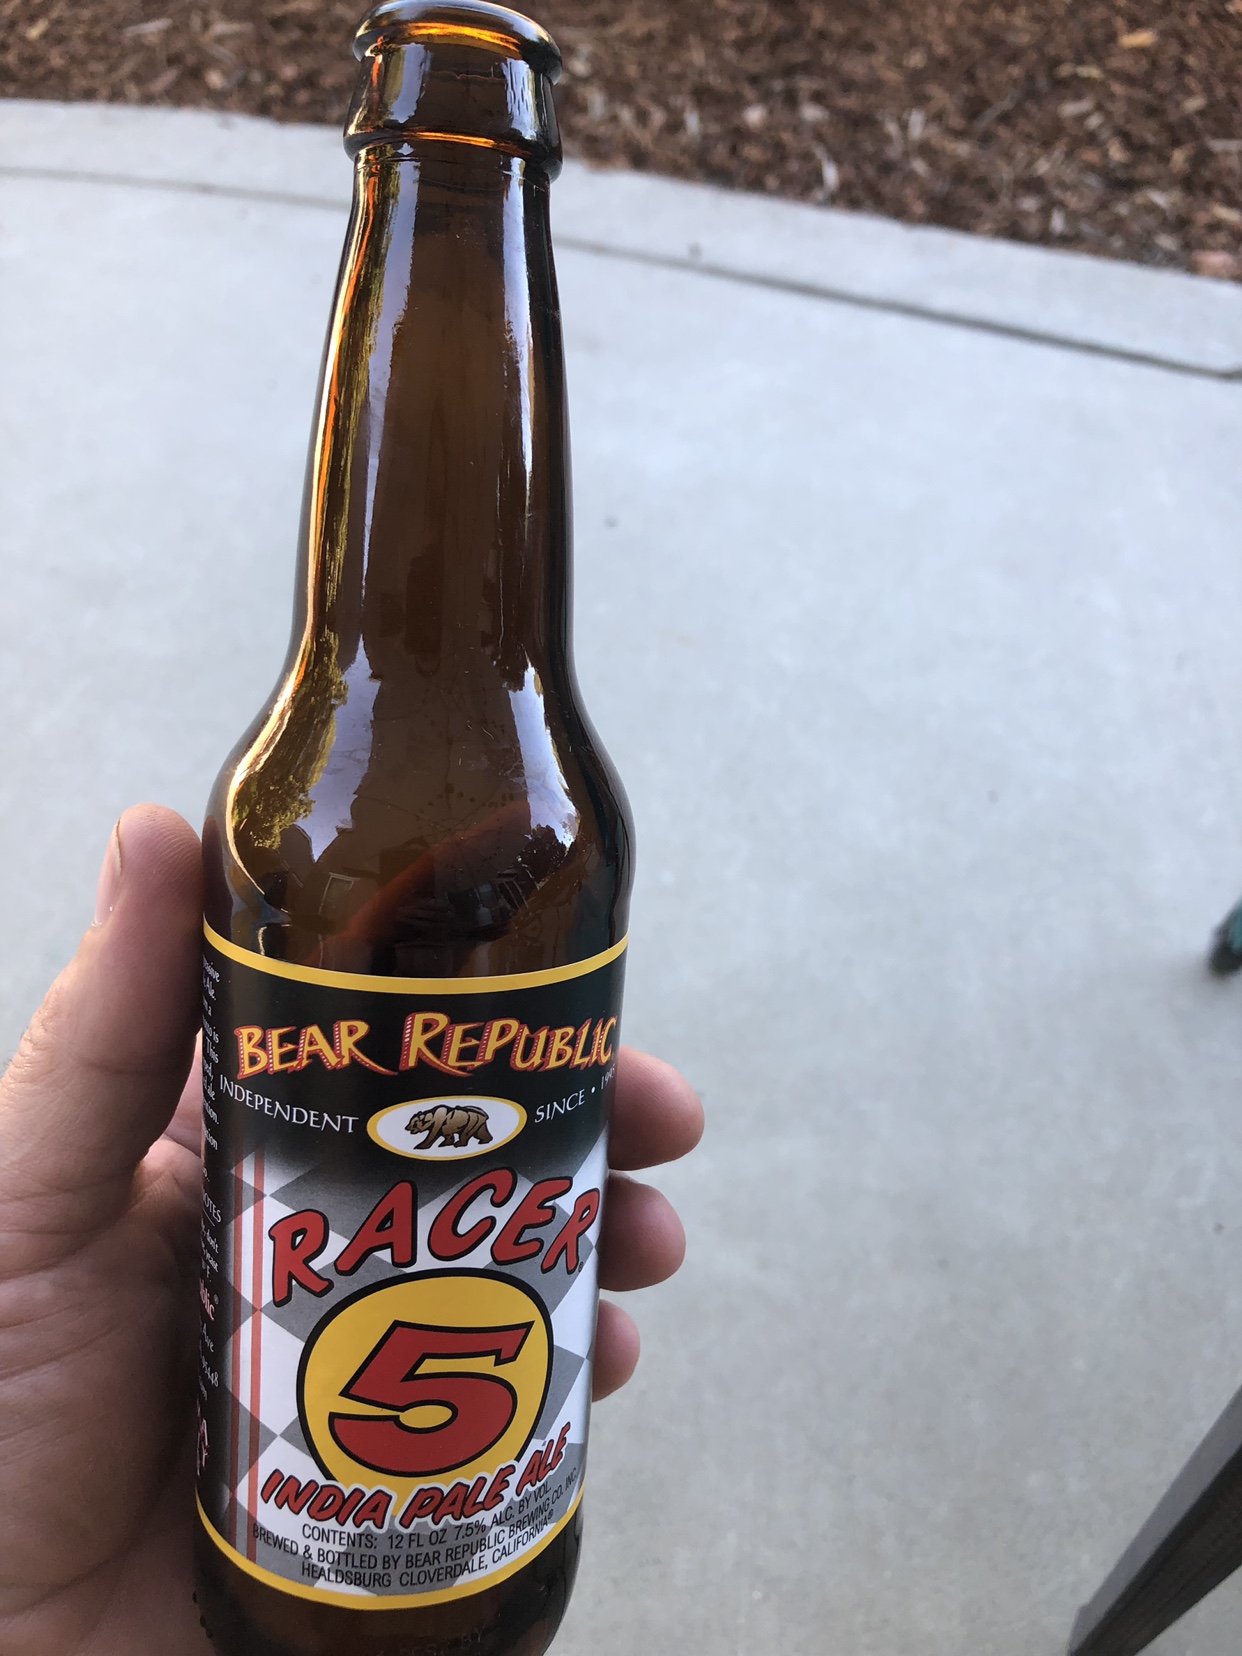 BEAR REPUBLIC
INDEPENDENT SINCE • 199
RACER
5
INDIA PALE ALE
CONTENTS: 12 FL OZ 7.5% ALC. BY VOL
BREWED & BOTTLED BY BEAR REPUBLIC BREWING CO. INC.
HEALDSBURG CLOVERDALE, CALIFORNIA®